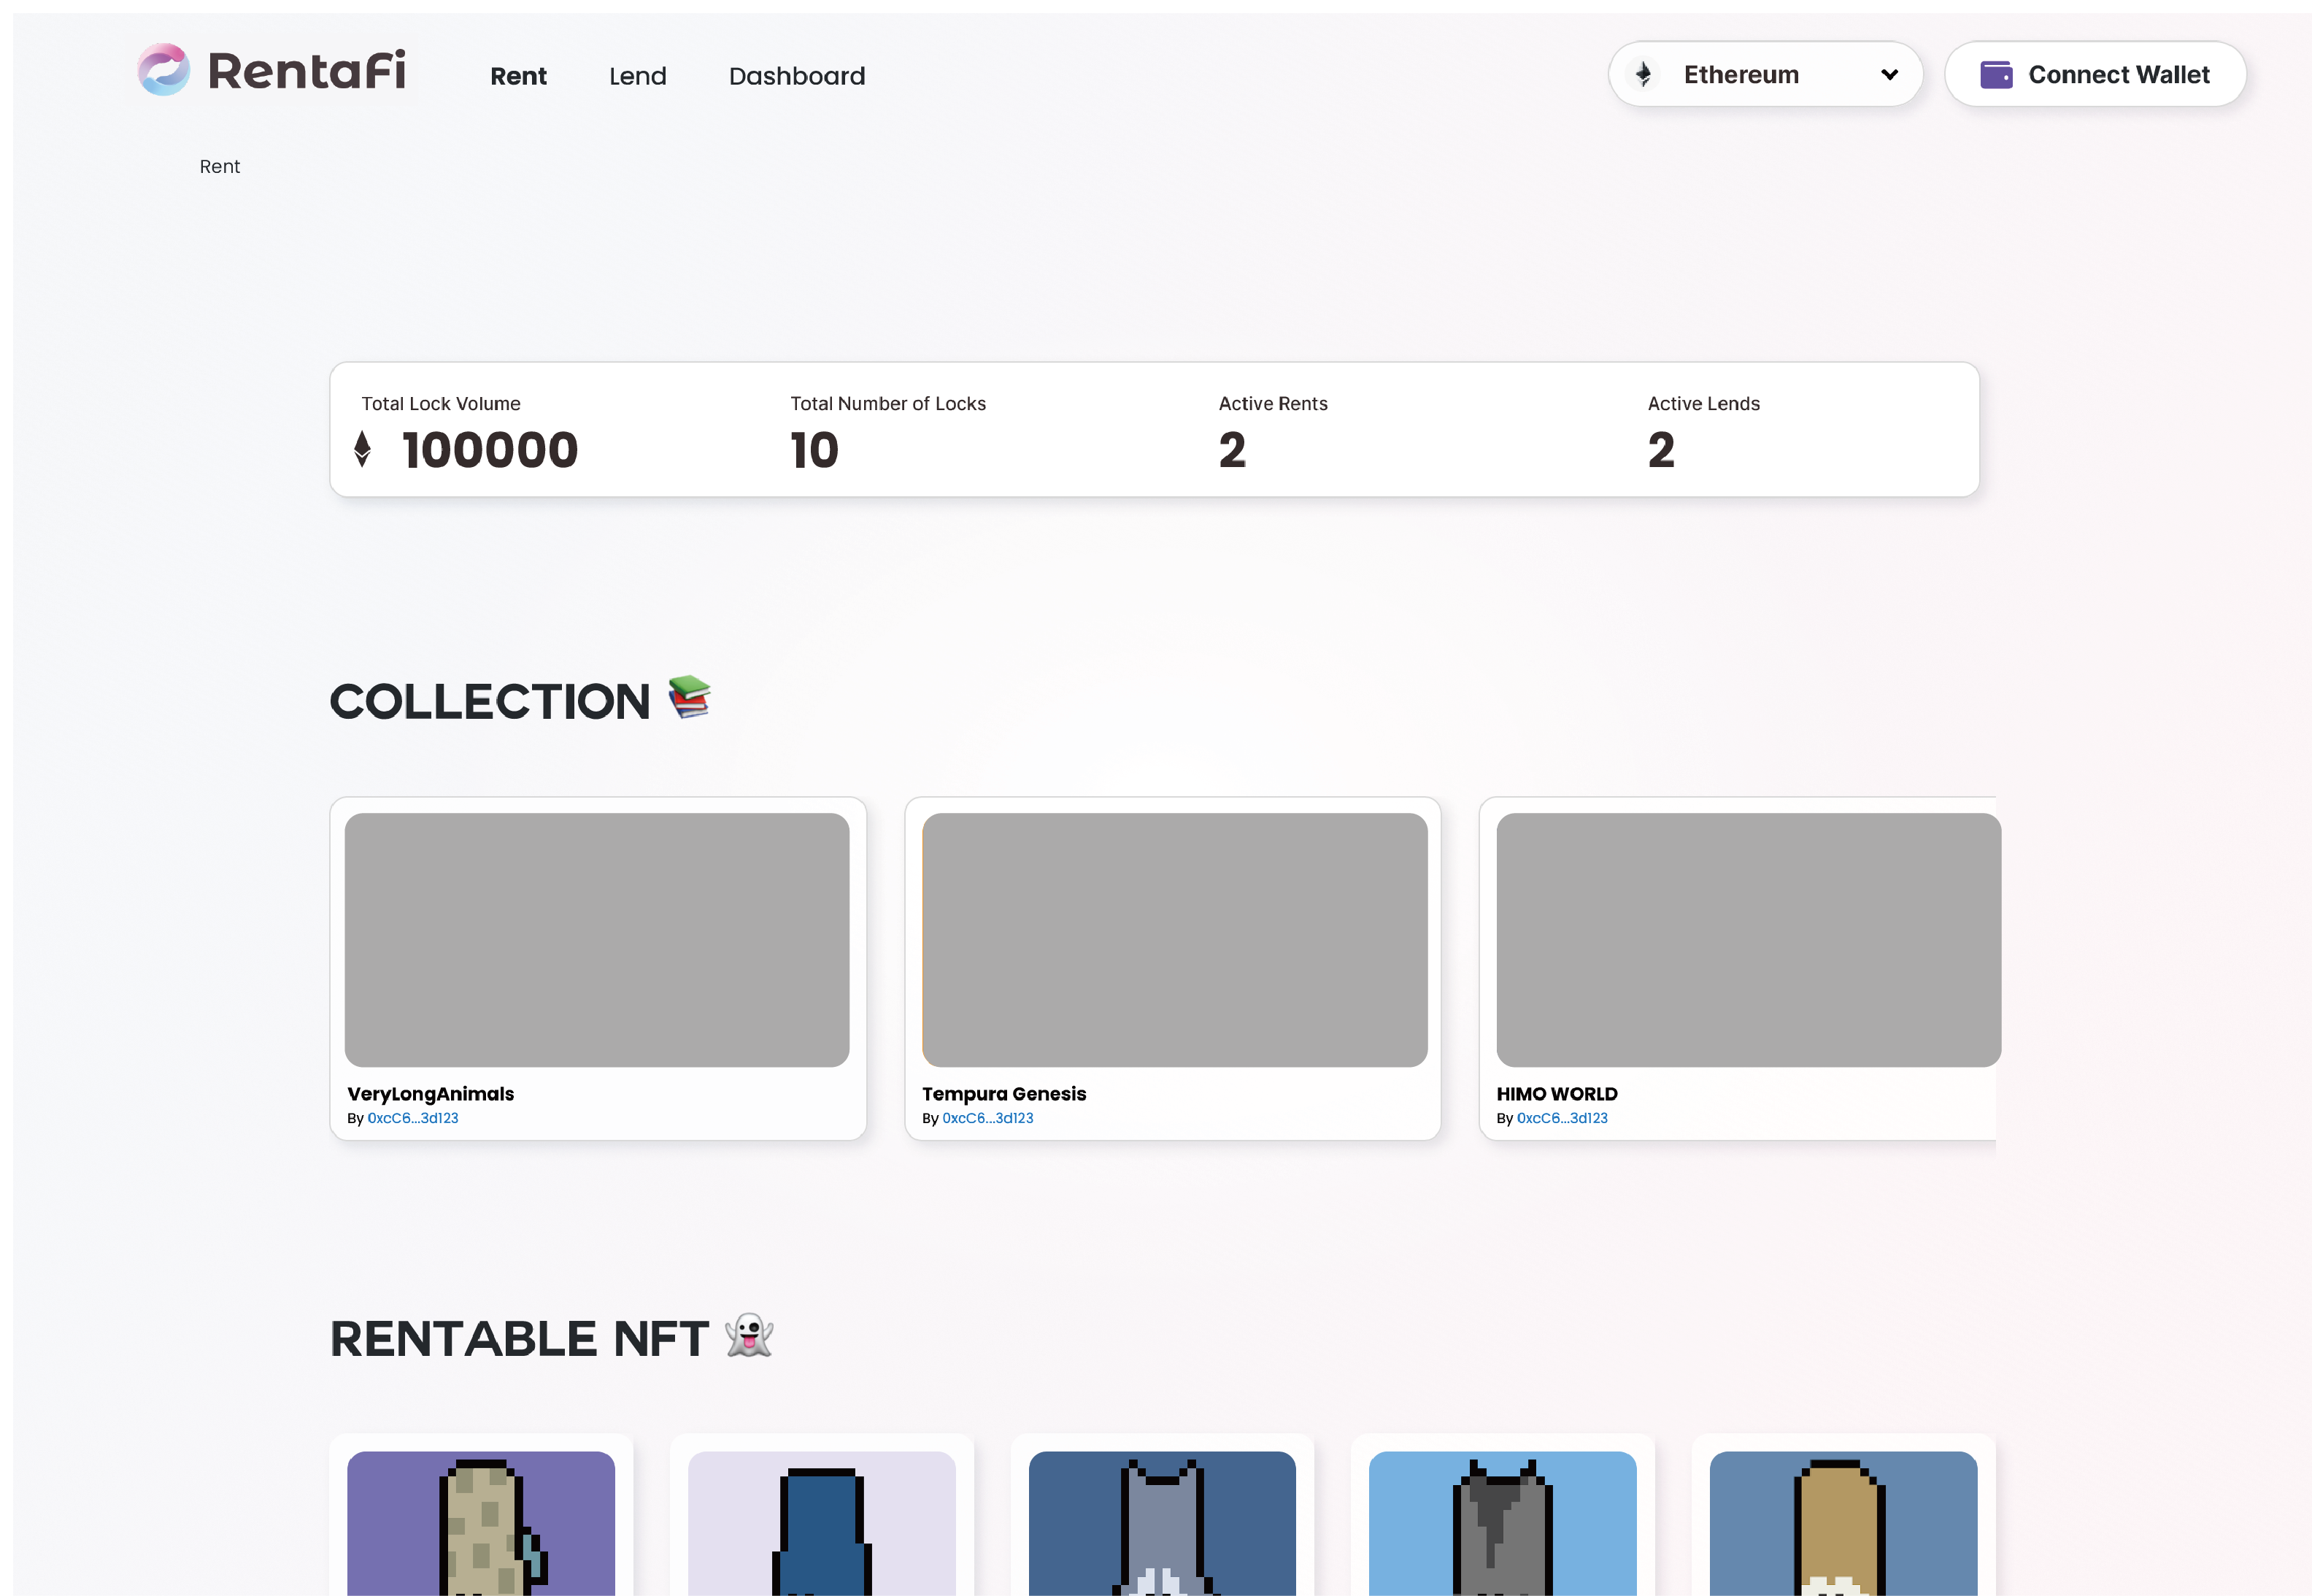 RentaFi
Rent Lend Dashboard
Ethereum
Connect Wallet
Rent
Total Lock Volume
100000
Total Number of Locks
10
Active Rents
2
Active Lends
2
COLLECTION 📚
VeryLongAnimals
By 0xcC6...3d123
Tempura Genesis
By 0xcC6...3d123
HIMO WORLD
By 0xcC6...3d123
RENTABLE NFT 👻